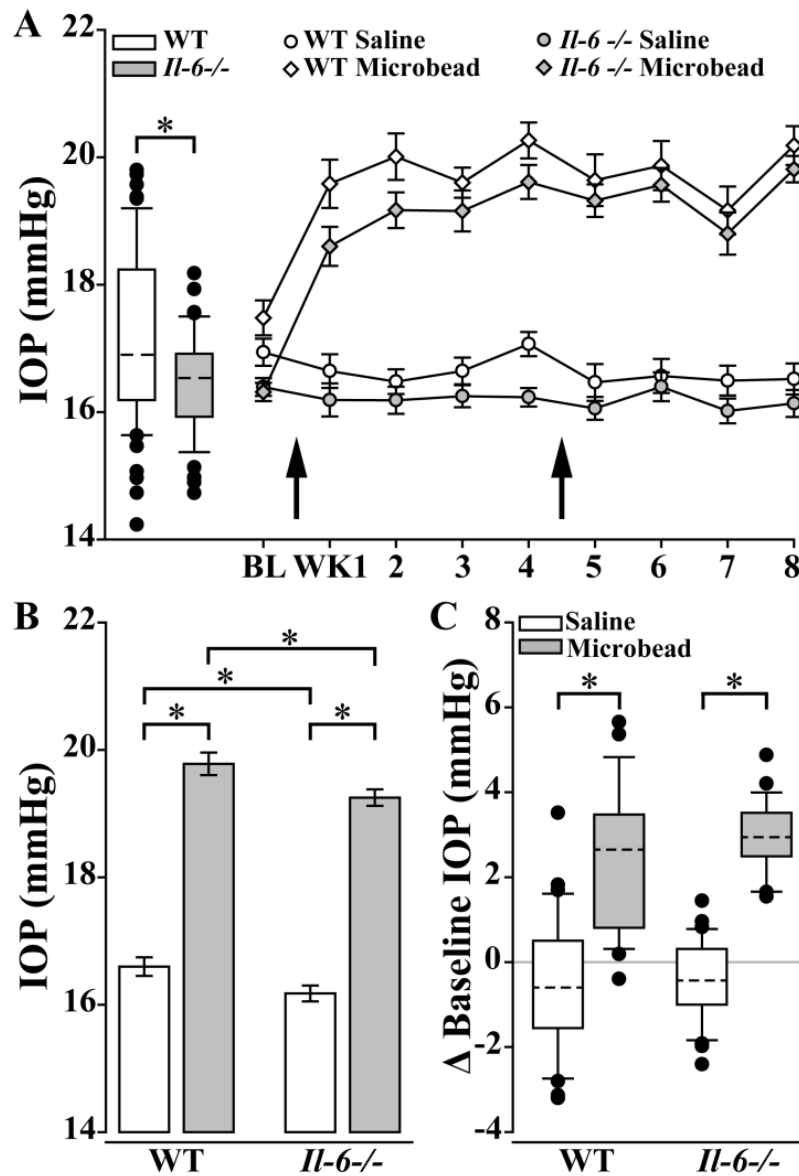 A
22
20
18
16
14
IOP (mmHg)
WT
Il-6-/-
WT Saline
WT Microbead
Il-6 -/- Saline
Il-6 -/- Microbead
*
BL WK1 2 3 4 5 6 7 8
B
22
20
18
16
14
IOP (mmHg)
*
*
*
*
WT Il-6-/-
C
8
6
4
2
0
-2
-4
Δ Baseline IOP (mmHg)
Saline
Microbead
* *
WT Il-6-/-